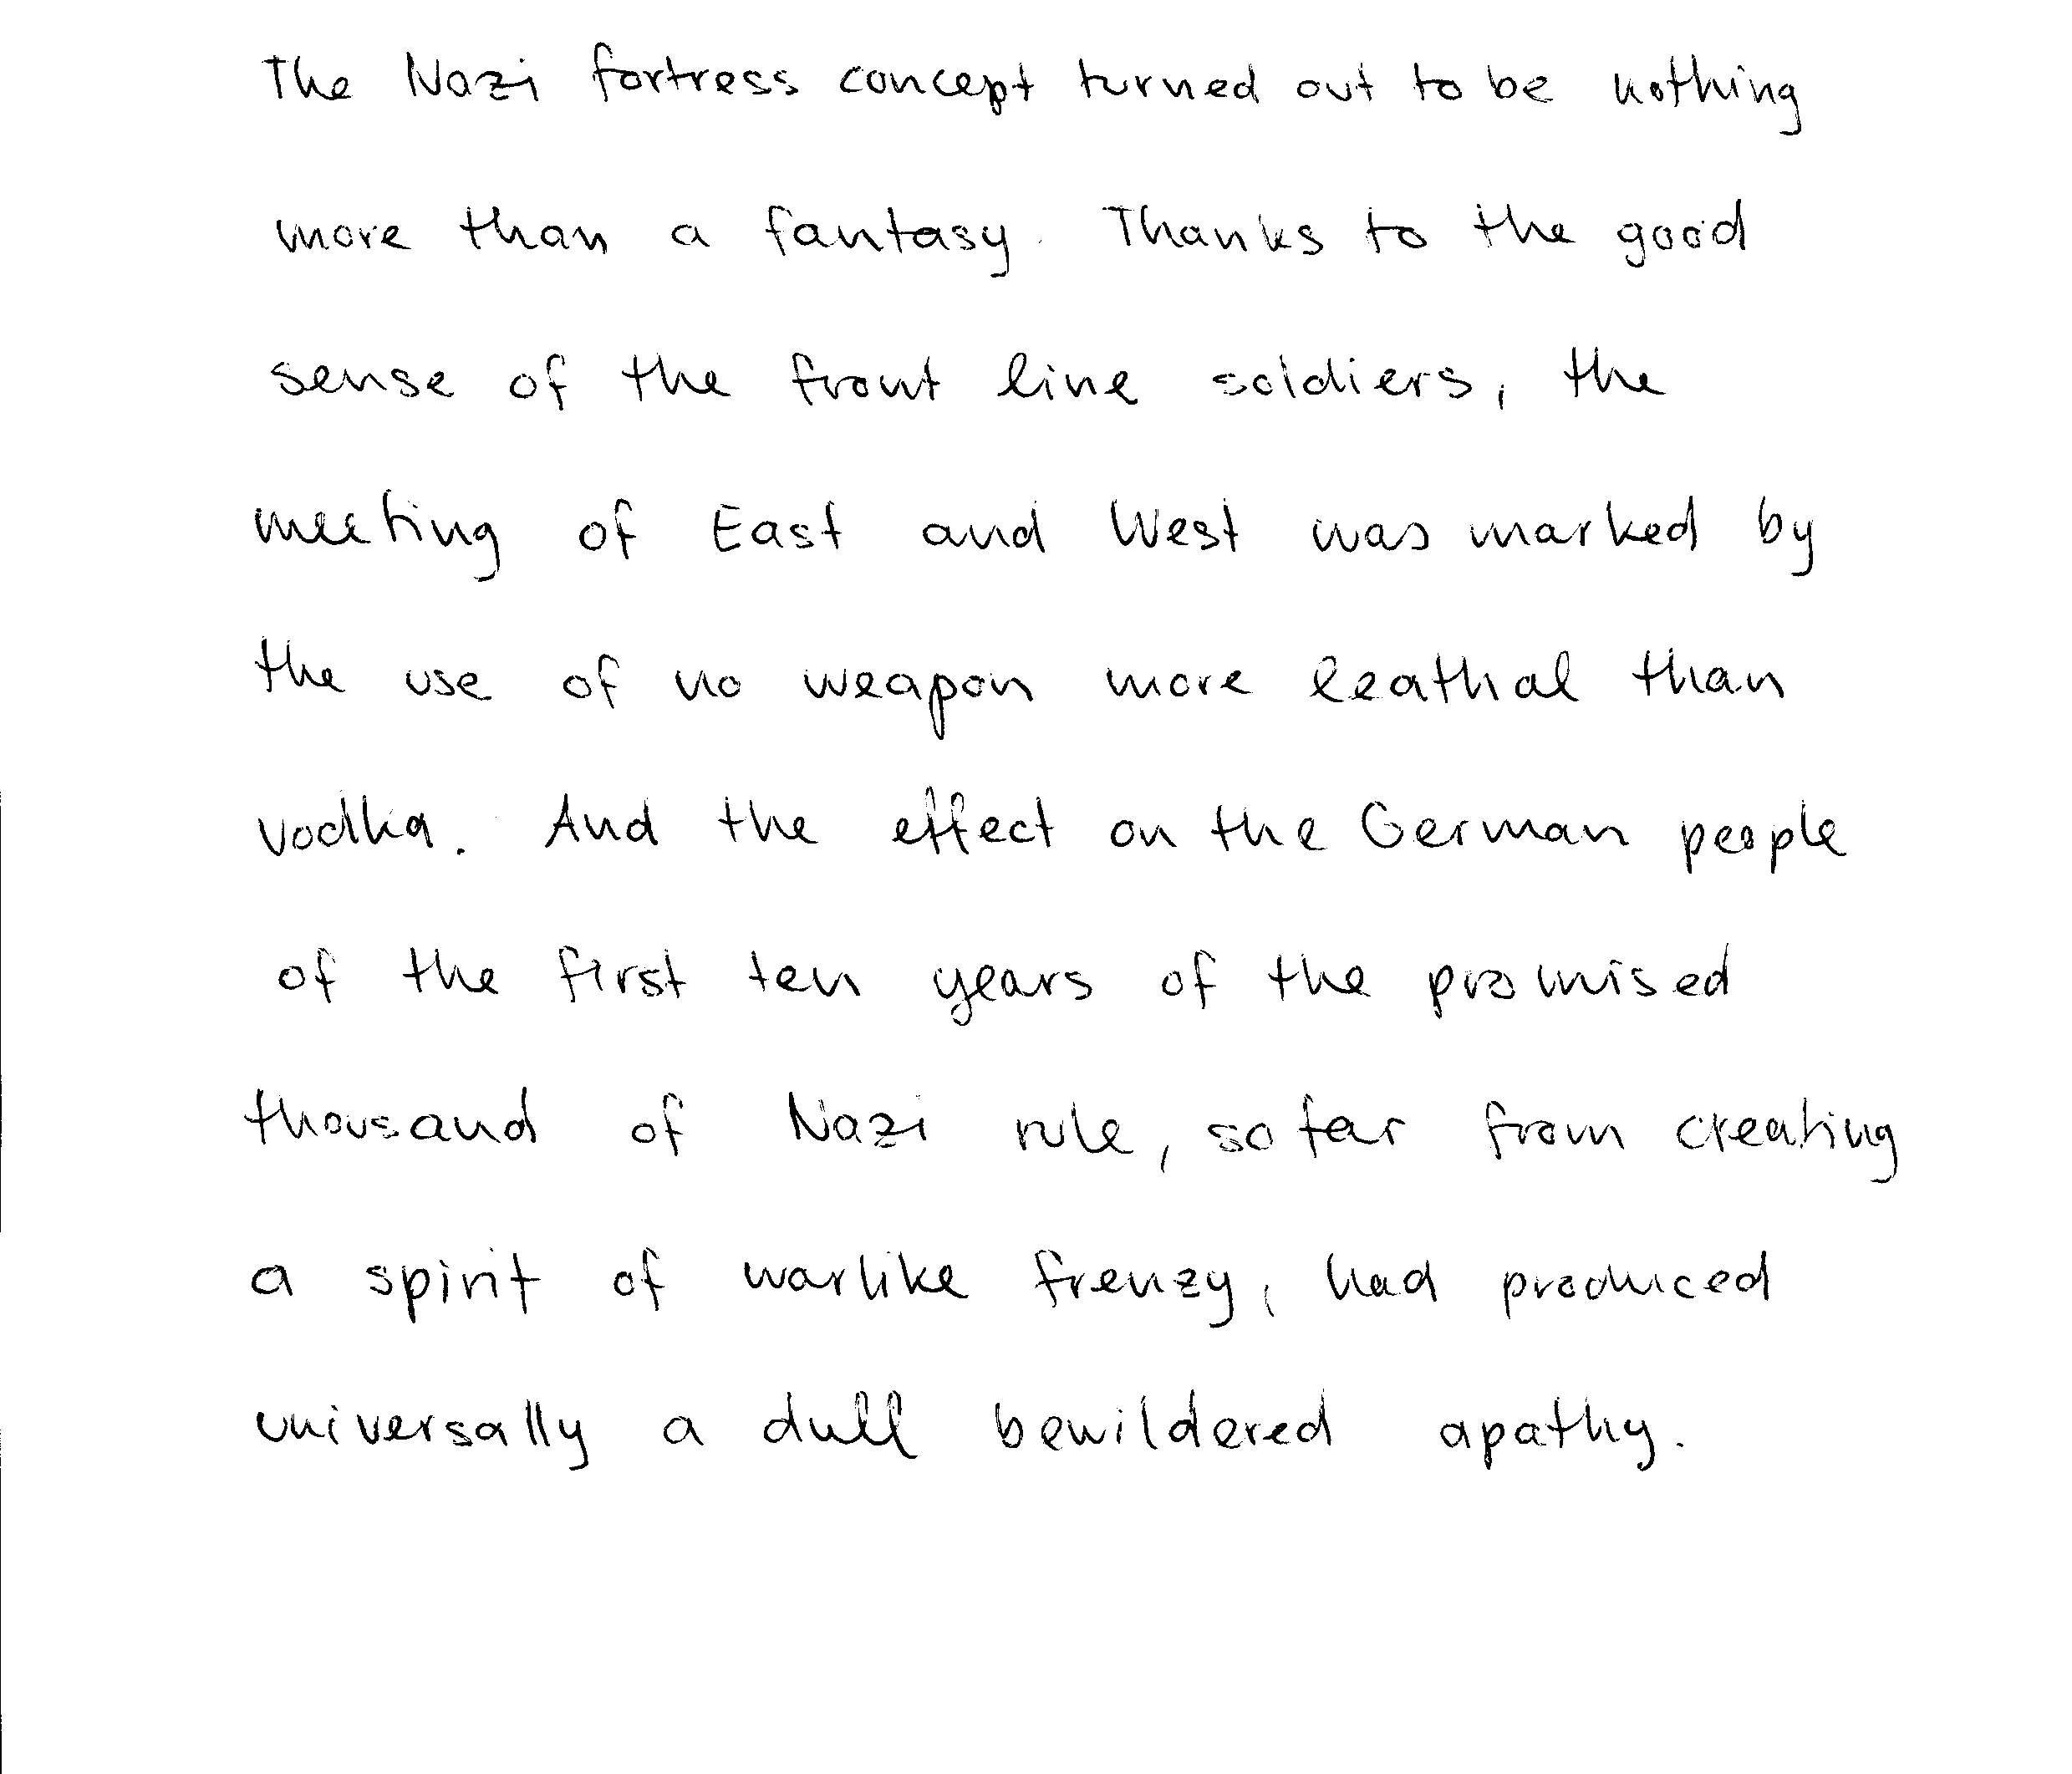 The Nazi fortress concept turned out to be nothing
more than a fantasy. Thanks to the good
sense of the front line soldiers, the
meeting of East and West was marked by
the use of no weapon more leathal than
vodka. And the effect on the German people
of the first ten years of the promised
thousand of Nazi rule, so far from creating
a spirit of warlike frenzy, had produced
universally a dull bewildered apathy.